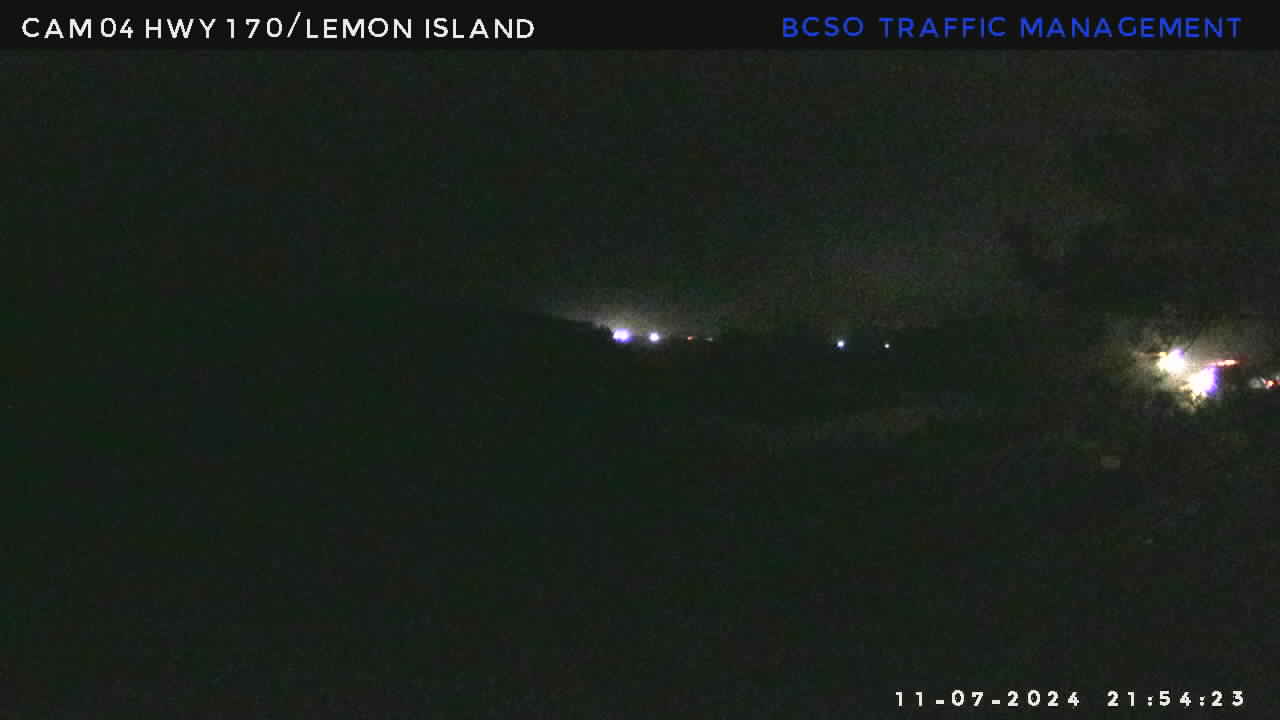 CAM04 HWY 170/LEMON ISLAND
BCSO TRAFFIC MANAGEMENT
11-07-2024 21:54:23